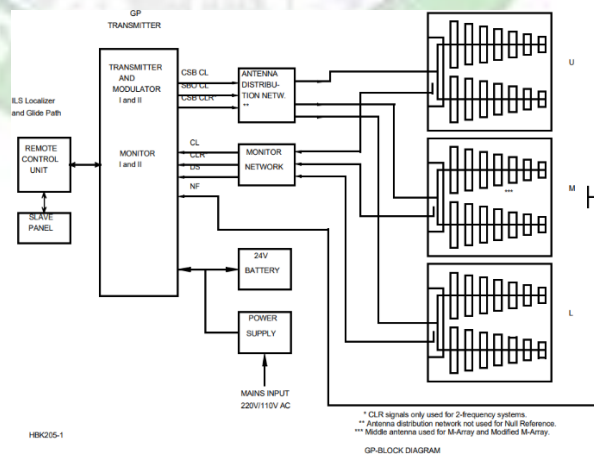 GP
TRANSMITTER
TRANSMITTER
AND
MODULATOR
I and II
MONITOR
I and II
CSB CL
SBO CL
CSB CLR
ANTENNA
DISTRIBU-
TION NETW.
**
CL
CLR
DS
NF
MONITOR
NETWORK
ILS Localizer
and Glide Path
REMOTE
CONTROL
UNIT
SLAVE
PANEL
24V
BATTERY
POWER
SUPPLY
MAINS INPUT
220V/110V AC
U
M
***
L
* CLR signals only used for 2-frequency systems.
** Antenna distribution network not used for Null Reference.
*** Middle antenna used for M-Array and Modified M-Array.
HBK205-1
GP-BLOCK DIAGRAM